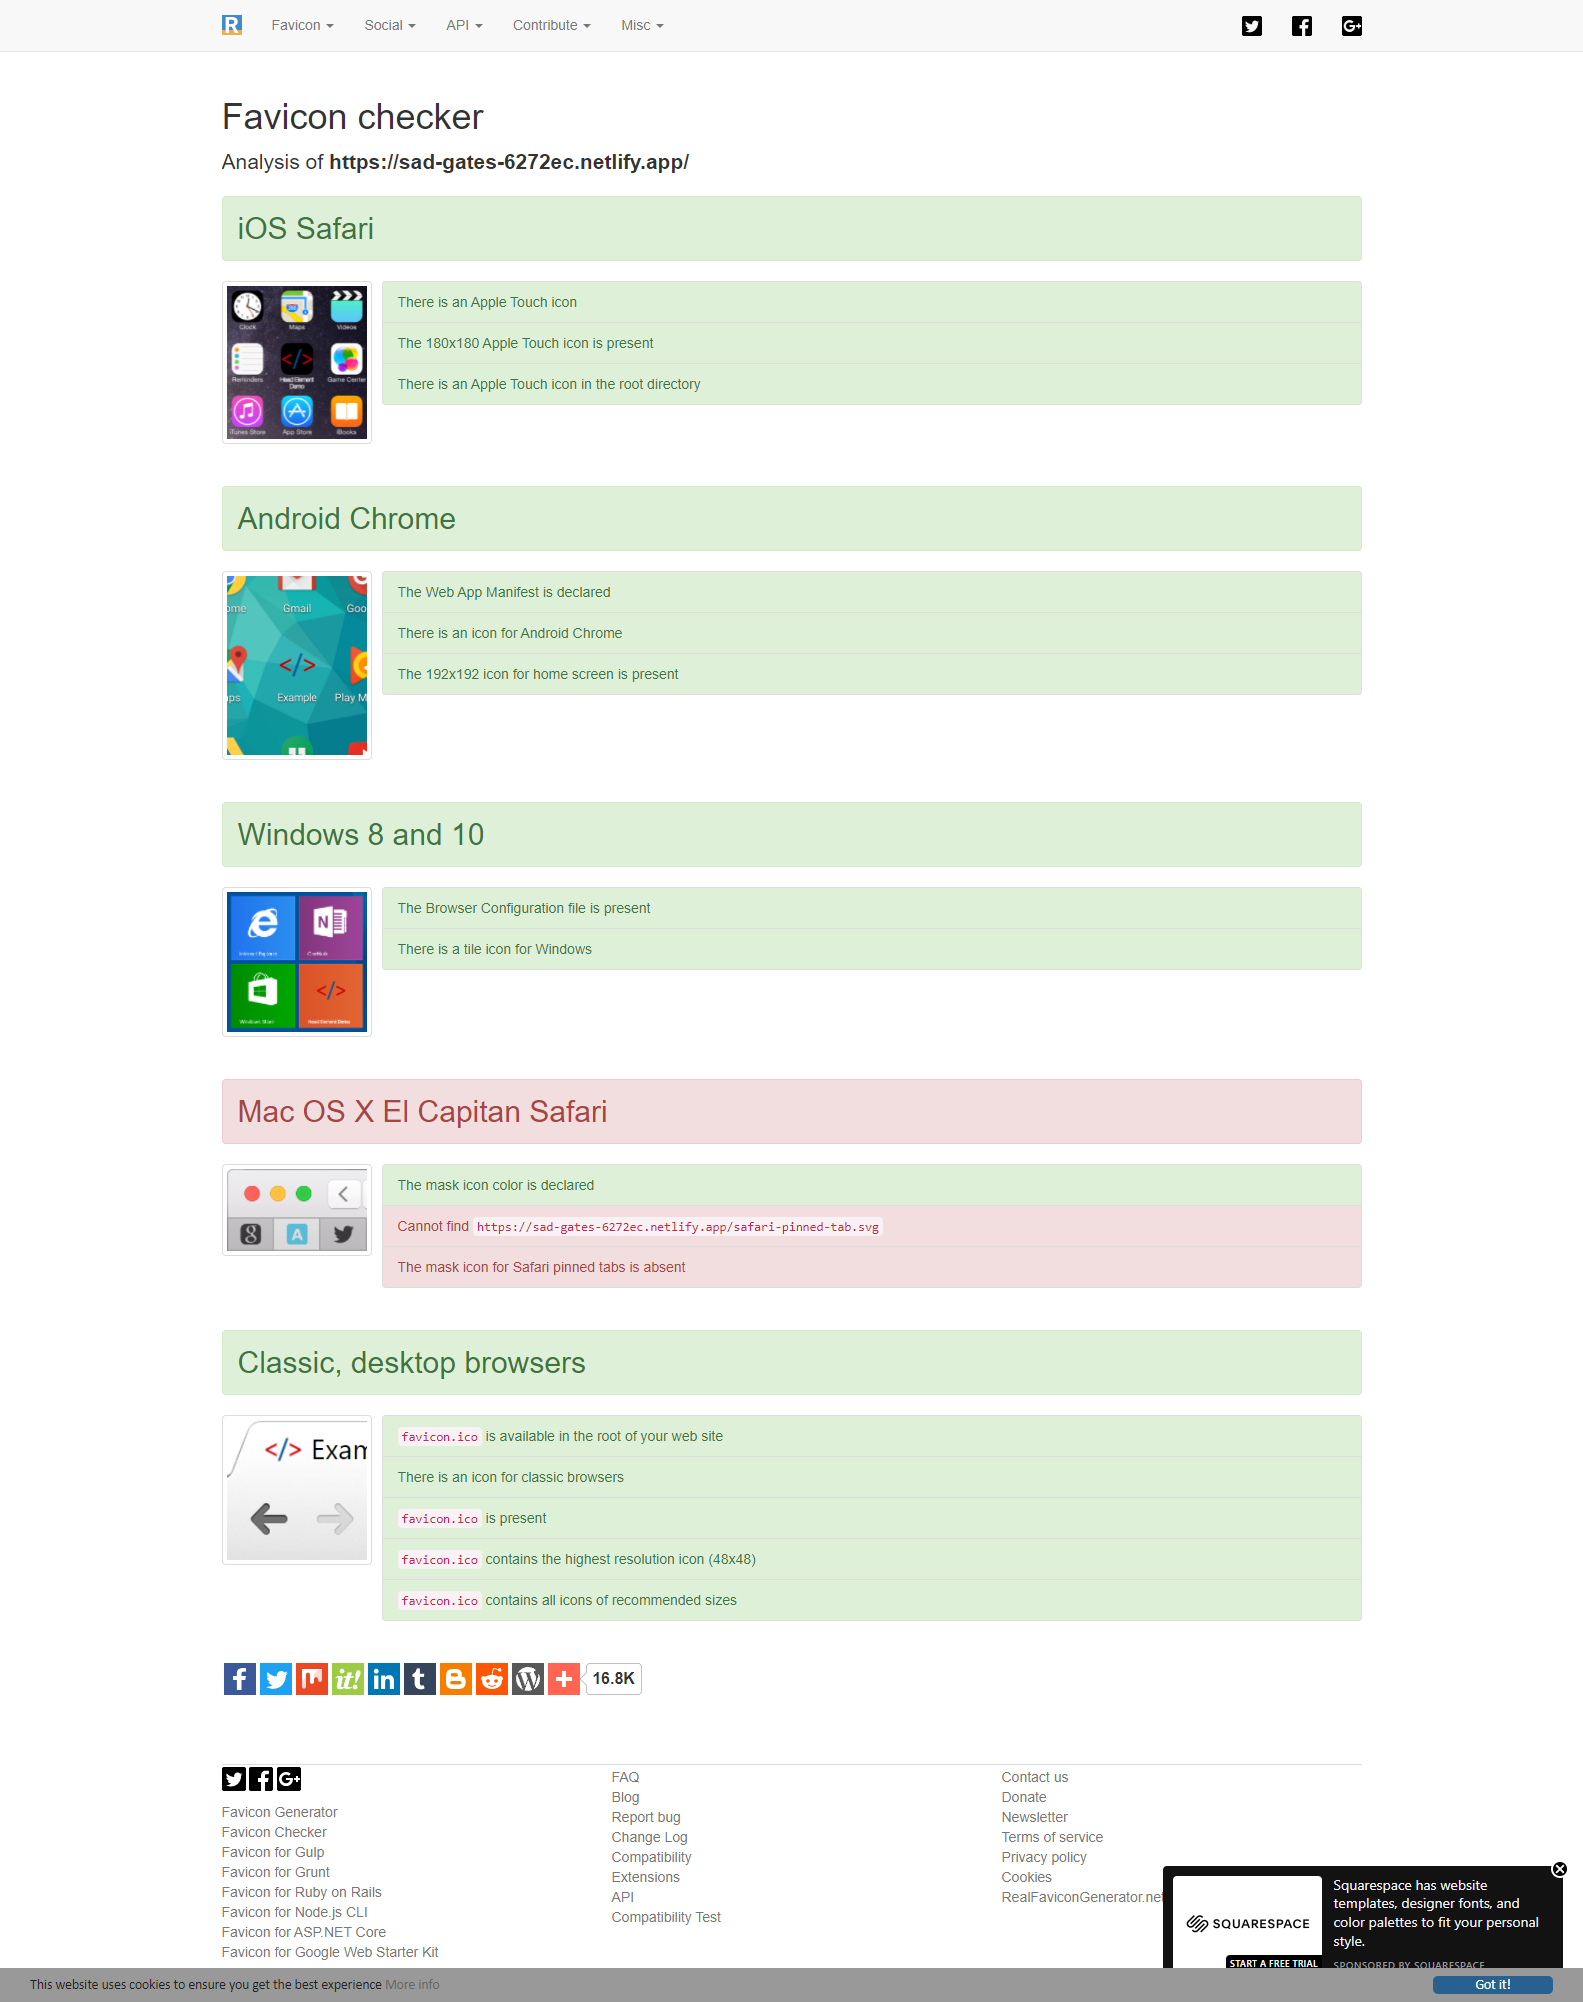 R
Favicon
Social
API
Contribute
Misc
Favicon checker
Analysis of https://sad-gates-6272ec.netlify.app/
iOS Safari
Clock Maps Videos
Reminders Head Element Demo Game Center
iTunes Store App Store iBooks
There is an Apple Touch icon
The 180x180 Apple Touch icon is present
There is an Apple Touch icon in the root directory
Android Chrome
ome Gmail Goo
aps Example Play M
The Web App Manifest is declared
There is an icon for Android Chrome
The 192x192 icon for home screen is present
Windows 8 and 10
Internet Explorer OneNote
Windows Store Head Element Demo
The Browser Configuration file is present
There is a tile icon for Windows
Mac OS X El Capitan Safari
A
The mask icon color is declared
Cannot find https://sad-gates-6272ec.netlify.app/safari-pinned-tab.svg
The mask icon for Safari pinned tabs is absent
Classic, desktop browsers
</> Exam
favicon.ico is available in the root of your web site
There is an icon for classic browsers
favicon.ico is present
favicon.ico contains the highest resolution icon (48x48)
favicon.ico contains all icons of recommended sizes
16.8K
Favicon Generator
Favicon Checker
Favicon for Gulp
Favicon for Grunt
Favicon for Ruby on Rails
Favicon for Node.js CLI
Favicon for ASP.NET Core
Favicon for Google Web Starter Kit
FAQ
Blog
Report bug
Change Log
Compatibility
Extensions
API
Compatibility Test
Contact us
Donate
Newsletter
Terms of service
Privacy policy
Cookies
RealFaviconGenerator.net
SQUARESPACE
START A FREE TRIAL
Squarespace has website
templates, designer fonts, and
color palettes to fit your personal
style.
SPONSORED BY SQUARESPACE
This website uses cookies to ensure you get the best experience More info
Got it!